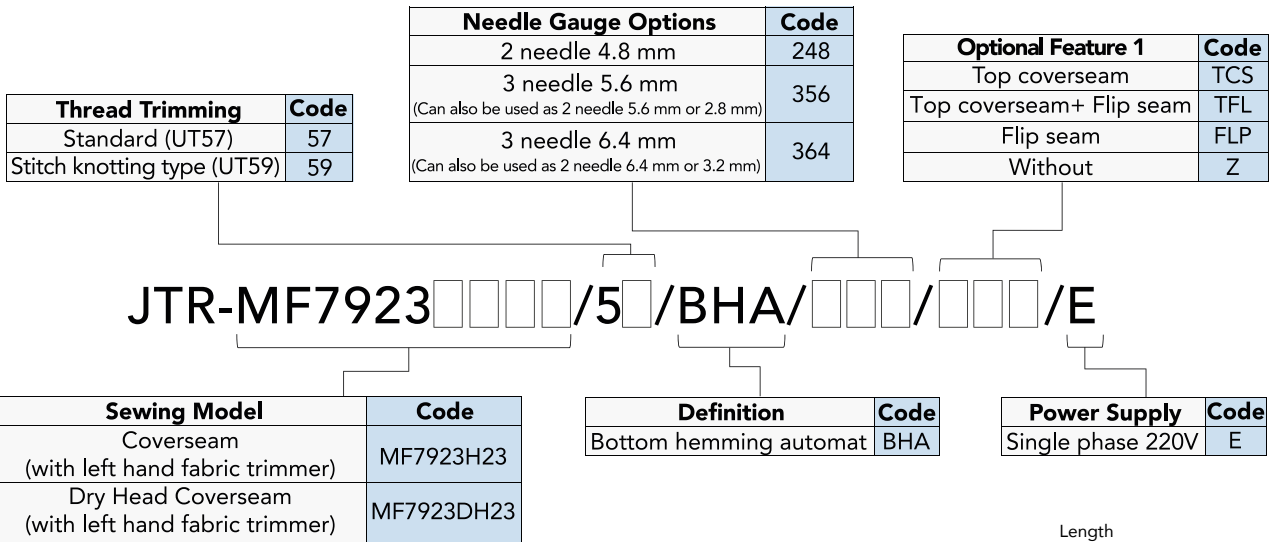 Needle Gauge Options Code
2 needle 4.8 mm 248
3 needle 5.6 mm
(Can also be used as 2 needle 5.6 mm or 2.8 mm) 356
3 needle 6.4 mm
(Can also be used as 2 needle 6.4 mm or 3.2 mm) 364
Optional Feature 1 Code
Top coverseam TCS
Top coverseam+ Flip seam TFL
Flip seam FLP
Without Z
Thread Trimming Code
Standard (UT57) 57
Stitch knotting type (UT59) 59
JTR-MF7923□□□□/5□/BHA/□□□/□□□/E
Sewing Model Code
Coverseam
(with left hand fabric trimmer) MF7923H23
Dry Head Coverseam
(with left hand fabric trimmer) MF7923DH23
Definition Code
Bottom hemming automat BHA
Power Supply Code
Single phase 220V E
Length